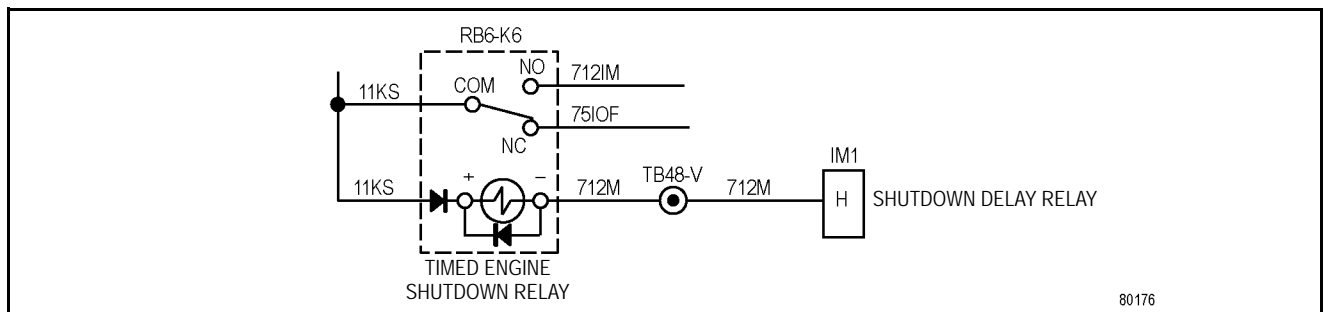 RB6-K6
NO
712IM
COM
11KS
75IOF
NC
IM1
+
−
TB48-V
11KS
712M
712M
H
SHUTDOWN DELAY RELAY
TIMED ENGINE
SHUTDOWN RELAY
80176